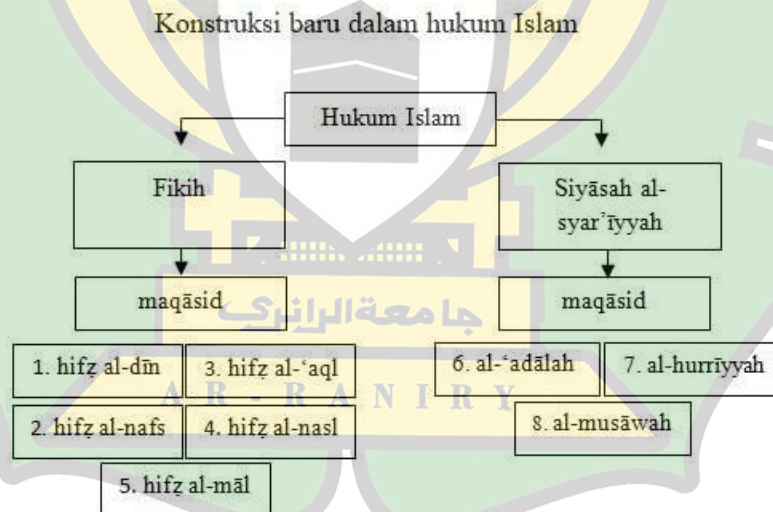 Konstruksi baru dalam hukum Islam
Hukum Islam
Fikih
Siyāsah al-
syar’īyyah
maqāsid
maqāsid
جامعة الرانري
1. hifẓ al-dīn
3. hifẓ al-‘aql
6. al-‘adālah
7. al-hurrīyyah
AR-RANIRY
2. hifẓ al-nafs
4. hifẓ al-nasl
8. al-musāwah
5. hifẓ al-māl